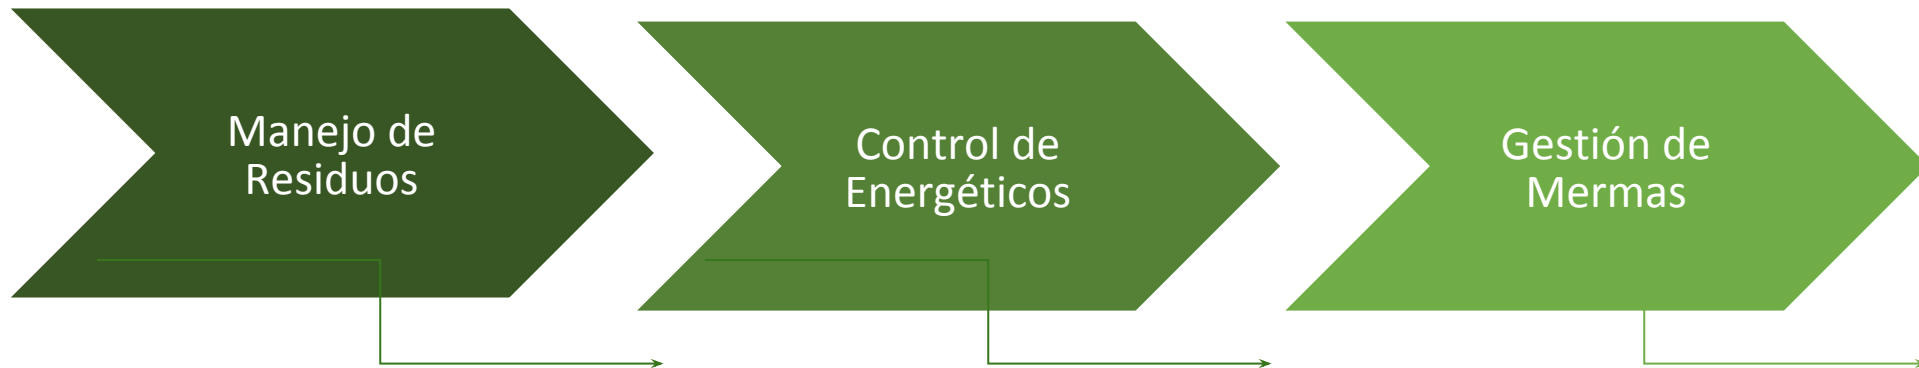 Manejo de
Residuos
Control de
Energéticos
Gestión de
Mermas